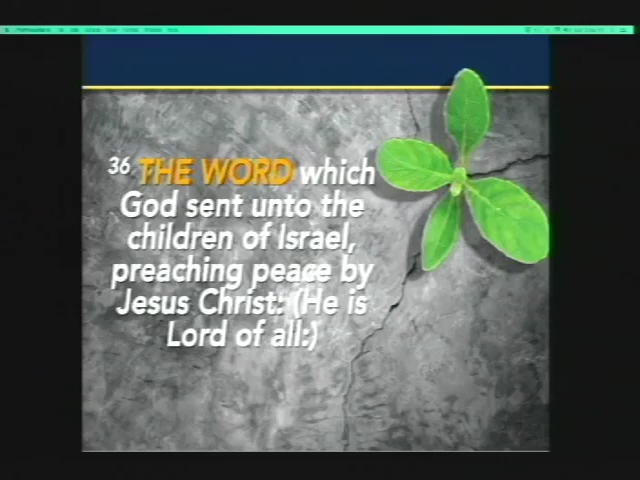 36 THE WORD which
God sent unto the
children of Israel,
preaching peace by
Jesus Christ: (He is
Lord of all:)